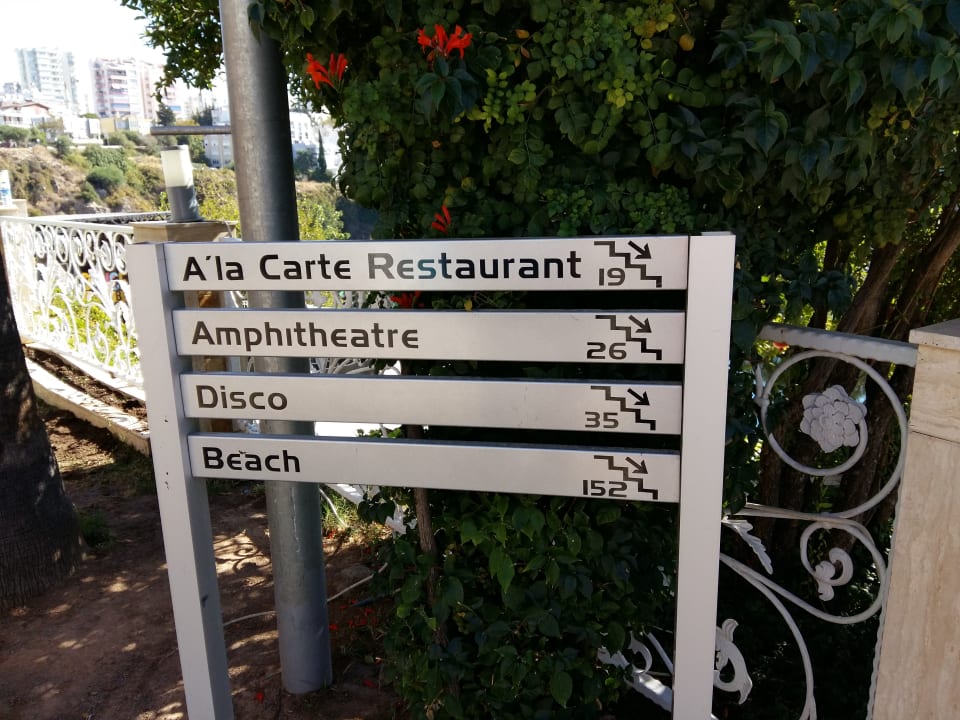 A'la Carte Restaurant 19
Amphitheatre 26
Disco 35
Beach 152